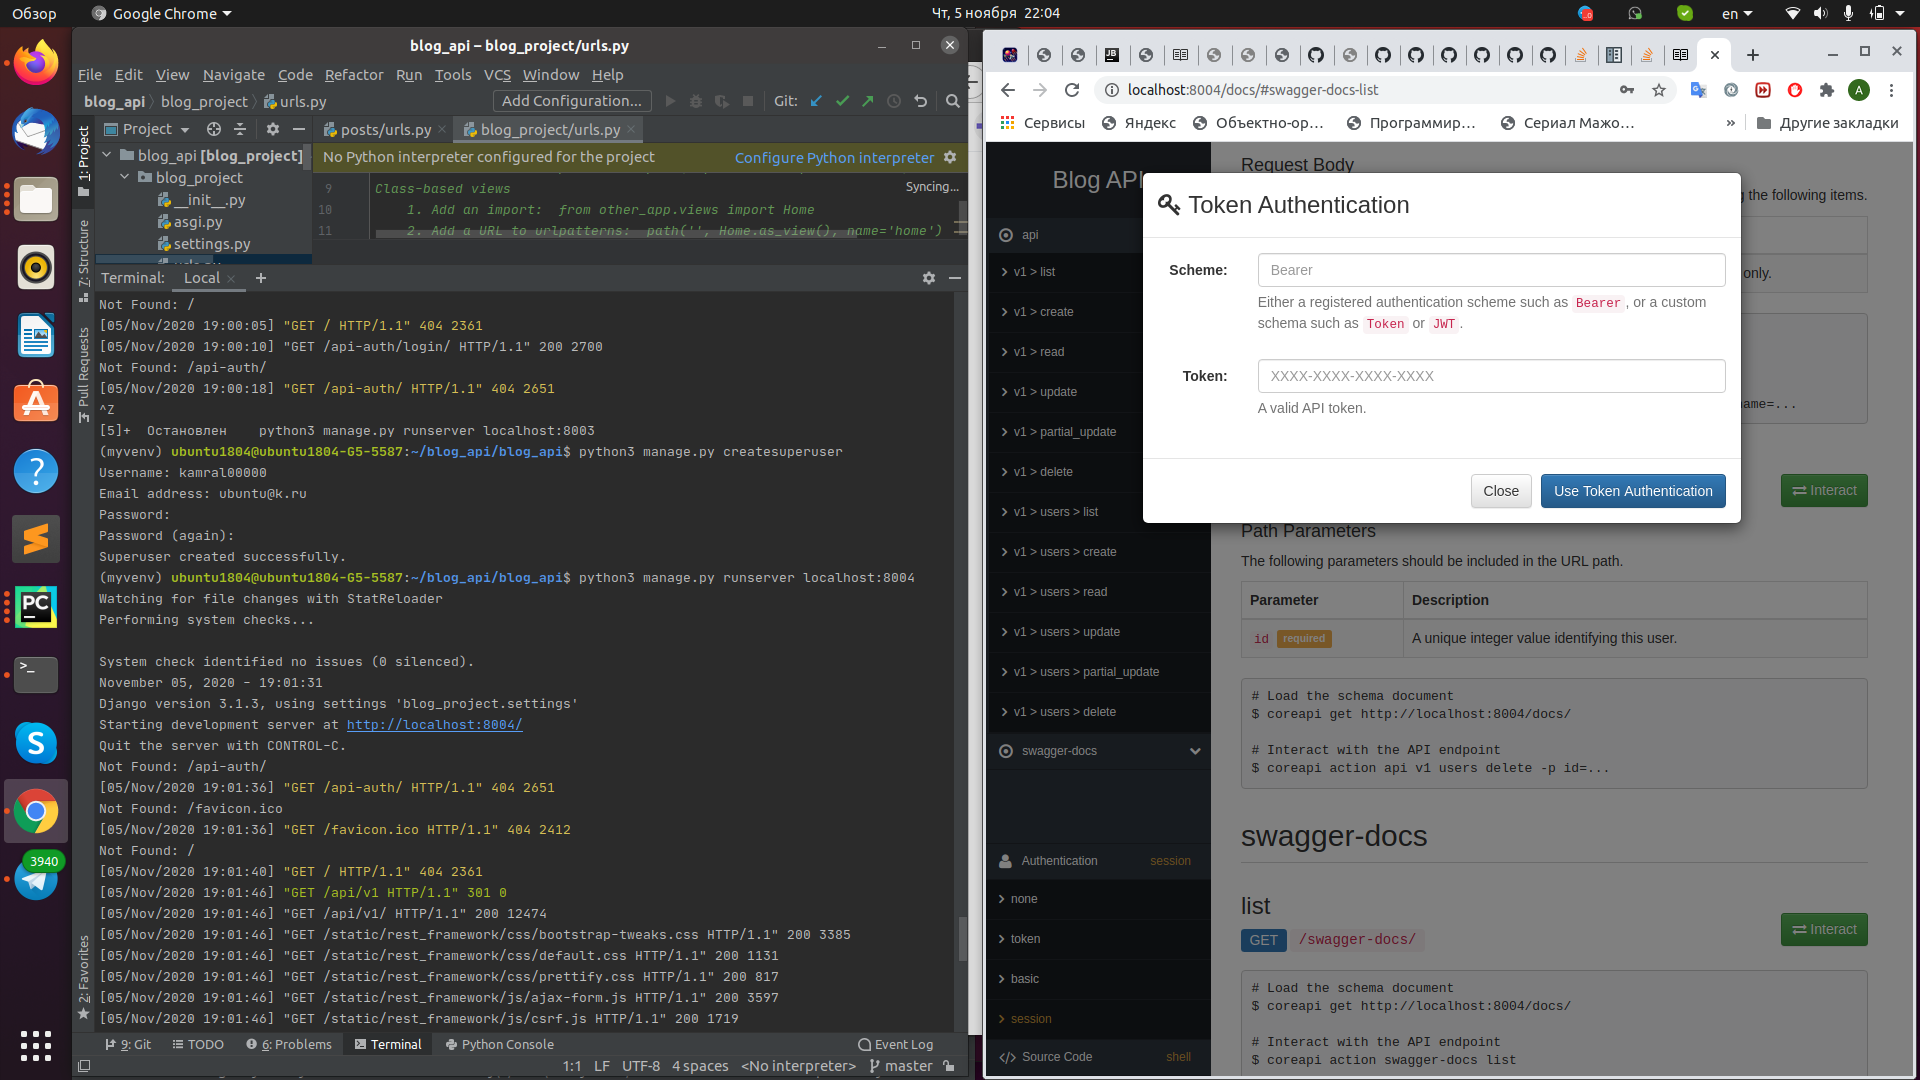 Обзор
Google Chrome
Чт, 5 ноября 22:04
en
blog_api – blog_project/urls.py
File Edit View Navigate Code Refactor Run Tools VCS Window Help
blog_api blog_project urls.py
Add Configuration...
Git:
Project
posts/urls.py
blog_project/urls.py
blog_api [blog_project]
blog_project
__init__.py
asgi.py
settings.py
No Python interpreter configured for the project
Configure Python interpreter
Syncing...
9 Class-based views
10 1. Add an import: from other_app.views import Home
11 2. Add a URL to urlpatterns: path('', Home.as_view(), name='home')
1: Project
7: Structure
Pull Requests
2: Favorites
Terminal: Local
Not Found: /
[05/Nov/2020 19:00:05] "GET / HTTP/1.1" 404 2361
[05/Nov/2020 19:00:10] "GET /api-auth/login/ HTTP/1.1" 200 2700
Not Found: /api-auth/
[05/Nov/2020 19:00:18] "GET /api-auth/ HTTP/1.1" 404 2651
^Z
[5]+  Остановлен    python3 manage.py runserver localhost:8003
(myvenv) ubuntu1804@ubuntu1804-G5-5587:~/blog_api/blog_api$ python3 manage.py createsuperuser
Username: kamral00000
Email address: ubuntu@k.ru
Password:
Password (again):
Superuser created successfully.
(myvenv) ubuntu1804@ubuntu1804-G5-5587:~/blog_api/blog_api$ python3 manage.py runserver localhost:8004
Watching for file changes with StatReloader
Performing system checks...
System check identified no issues (0 silenced).
November 05, 2020 - 19:01:31
Django version 3.1.3, using settings 'blog_project.settings'
Starting development server at http://localhost:8004/
Quit the server with CONTROL-C.
Not Found: /api-auth/
[05/Nov/2020 19:01:36] "GET /api-auth/ HTTP/1.1" 404 2651
Not Found: /favicon.ico
[05/Nov/2020 19:01:36] "GET /favicon.ico HTTP/1.1" 404 2412
Not Found: /
[05/Nov/2020 19:01:40] "GET / HTTP/1.1" 404 2361
[05/Nov/2020 19:01:46] "GET /api/v1 HTTP/1.1" 301 0
[05/Nov/2020 19:01:46] "GET /api/v1/ HTTP/1.1" 200 12474
[05/Nov/2020 19:01:46] "GET /static/rest_framework/css/bootstrap-tweaks.css HTTP/1.1" 200 3385
[05/Nov/2020 19:01:46] "GET /static/rest_framework/css/default.css HTTP/1.1" 200 1131
[05/Nov/2020 19:01:46] "GET /static/rest_framework/css/prettify.css HTTP/1.1" 200 817
[05/Nov/2020 19:01:46] "GET /static/rest_framework/js/ajax-form.js HTTP/1.1" 200 3597
[05/Nov/2020 19:01:46] "GET /static/rest_framework/js/csrf.js HTTP/1.1" 200 1719
9: Git TODO 6: Problems Terminal Python Console Event Log
1:1 LF UTF-8 4 spaces <No interpreter> master
3940
localhost:8004/docs/#swagger-docs-list
A
Сервисы Яндекс Объектно-ор... Программир... Сериал Мажо... » Другие закладки
Blog API
api
v1 > list
v1 > create
v1 > read
v1 > update
v1 > partial_update
v1 > delete
v1 > users > list
v1 > users > create
v1 > users > read
v1 > users > update
v1 > users > partial_update
v1 > users > delete
swagger-docs
Authentication session
none
token
basic
session
Source Code shell
Request Body
g the following items.
only.
name=...
Token Authentication
Scheme: Bearer
Either a registered authentication scheme such as Bearer, or a custom
schema such as Token or JWT.
Token: XXXX-XXXX-XXXX-XXXX
A valid API token.
Close Use Token Authentication
Interact
Path Parameters
The following parameters should be included in the URL path.
Parameter Description
id required A unique integer value identifying this user.
# Load the schema document
$ coreapi get http://localhost:8004/docs/
# Interact with the API endpoint
$ coreapi action api v1 users delete -p id=...
swagger-docs
list
Interact
GET /swagger-docs/
# Load the schema document
$ coreapi get http://localhost:8004/docs/
# Interact with the API endpoint
$ coreapi action swagger-docs list